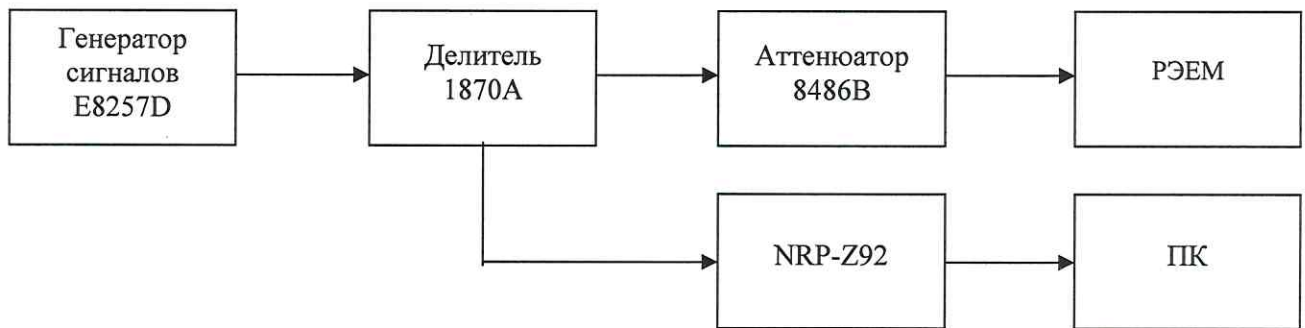 Генератор
сигналов
E8257D
Делитель
1870A
Аттенюатор
8486B
РЭЕМ
NRP-Z92
ПК